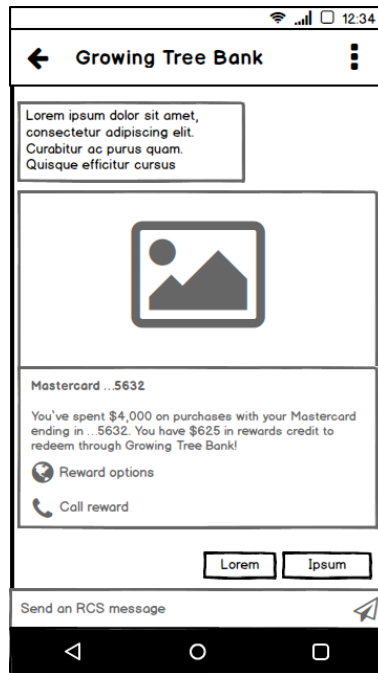 12:34
Growing Tree Bank
Lorem ipsum dolor sit amet,
consectetur adipiscing elit.
Curabitur ac purus quam.
Quisque efficitur cursus
Mastercard ...5632
You've spent $4,000 on purchases with your Mastercard
ending in ...5632. You have $625 in rewards credit to
redeem through Growing Tree Bank!
Reward options
Call reward
Lorem Ipsum
Send an RCS message